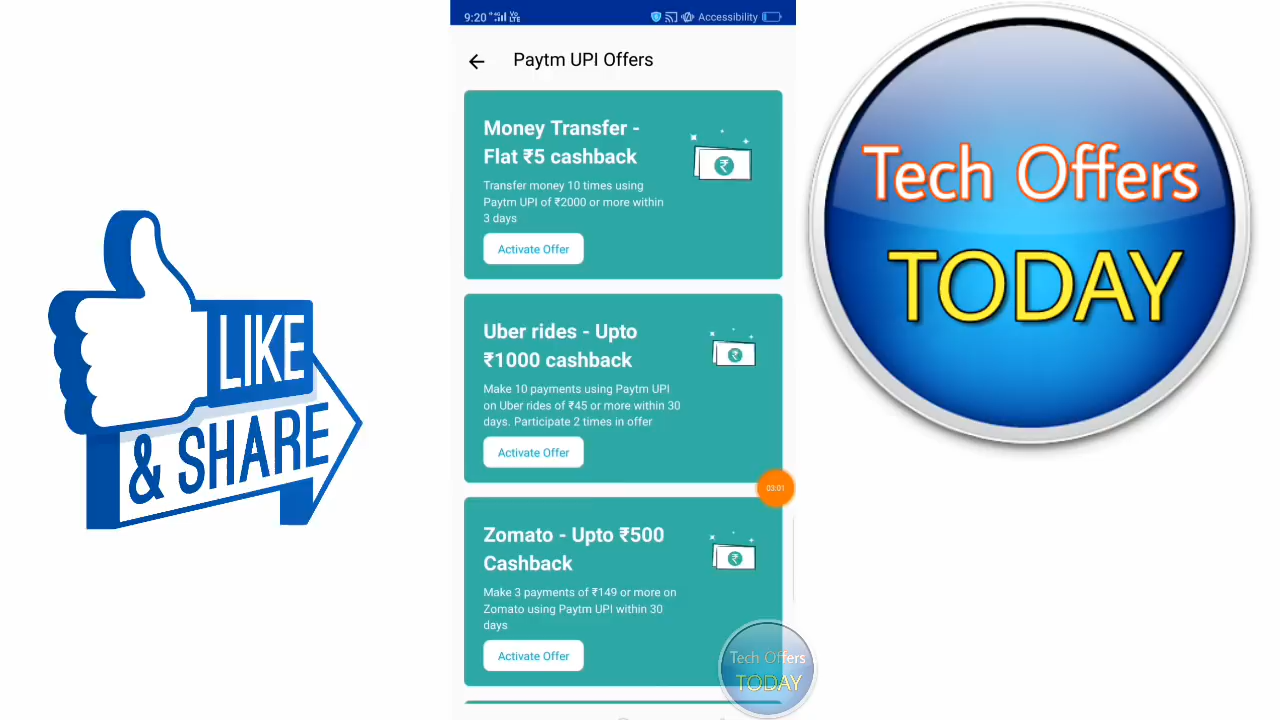 9:20
Accessibility
Paytm UPI Offers
Money Transfer -
Flat ₹5 cashback
Transfer money 10 times using
Paytm UPI of ₹2000 or more within
3 days
Activate Offer
Uber rides - Upto
₹1000 cashback
Make 10 payments using Paytm UPI
on Uber rides of ₹45 or more within 30
days. Participate 2 times in offer
Activate Offer
03:01
Zomato - Upto ₹500
Cashback
Make 3 payments of ₹149 or more on
Zomato using Paytm UPI within 30
days
Activate Offer
LIKE
& SHARE
Tech Offers
TODAY
Tech Offers
TODAY